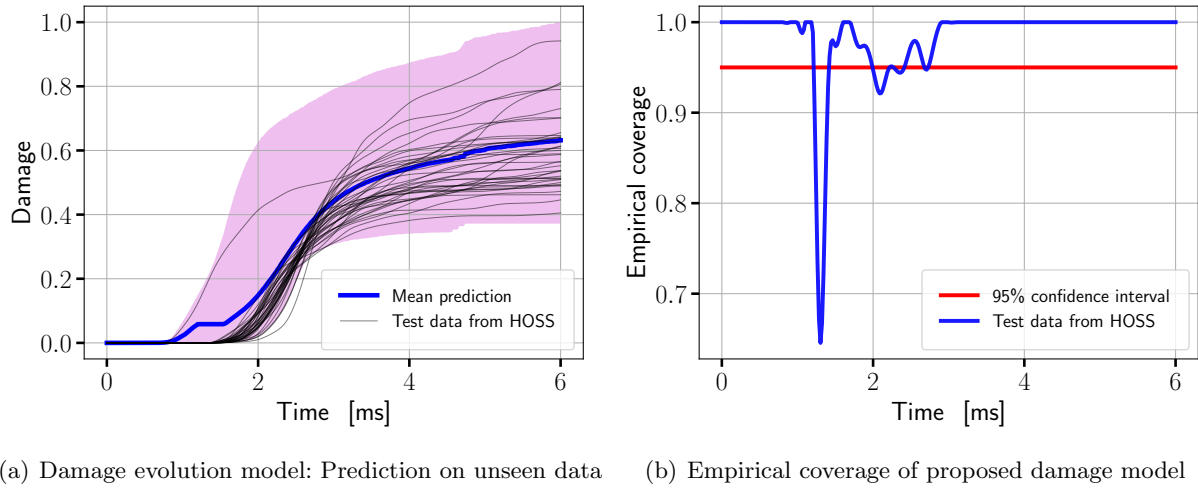 1.0
0.8
0.6
0.4
0.2
0.0
Damage
0
2
4
6
Time [ms]
Mean prediction
Test data from HOSS
1.0
0.9
0.8
0.7
Empirical coverage
0
2
4
6
Time [ms]
95% confidence interval
Test data from HOSS
(a) Damage evolution model: Prediction on unseen data
(b) Empirical coverage of proposed damage model